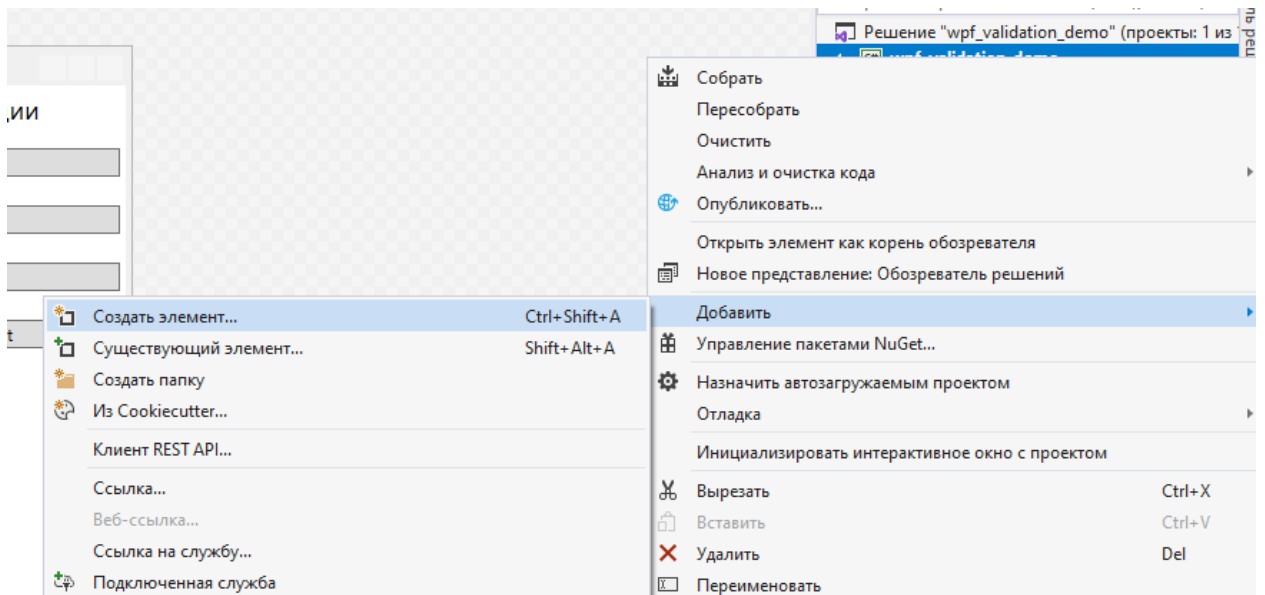 Решение "wpf_validation_demo" (проекты: 1 из
wpf_validation_demo
ии
t
Собрать
Пересобрать
Очистить
Анализ и очистка кода
Опубликовать...
Открыть элемент как корень обозревателя
Новое представление: Обозреватель решений
Добавить
Управление пакетами NuGet...
Назначить автозагружаемым проектом
Отладка
Инициализировать интерактивное окно с проектом
Вырезать Ctrl+X
Вставить Ctrl+V
Удалить Del
Переименовать
Создать элемент... Ctrl+Shift+A
Существующий элемент... Shift+Alt+A
Создать папку
Из Cookiecutter...
Клиент REST API...
Ссылка...
Веб-ссылка...
Ссылка на службу...
Подключенная служба